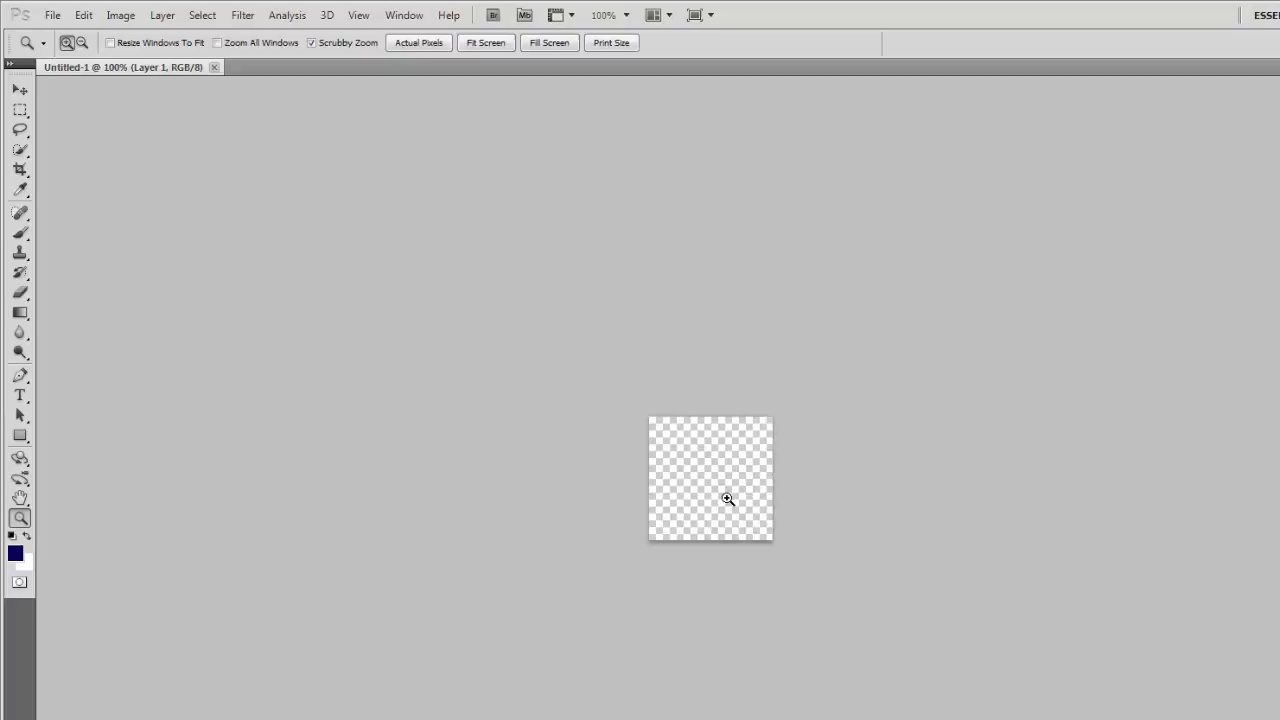 Ps File Edit Image Layer Select Filter Analysis 3D View Window Help Br Mb 100% ESSE
Resize Windows To Fit Zoom All Windows Scrubby Zoom Actual Pixels Fit Screen Fill Screen Print Size
Untitled-1 @ 100% (Layer 1, RGB/8)
T